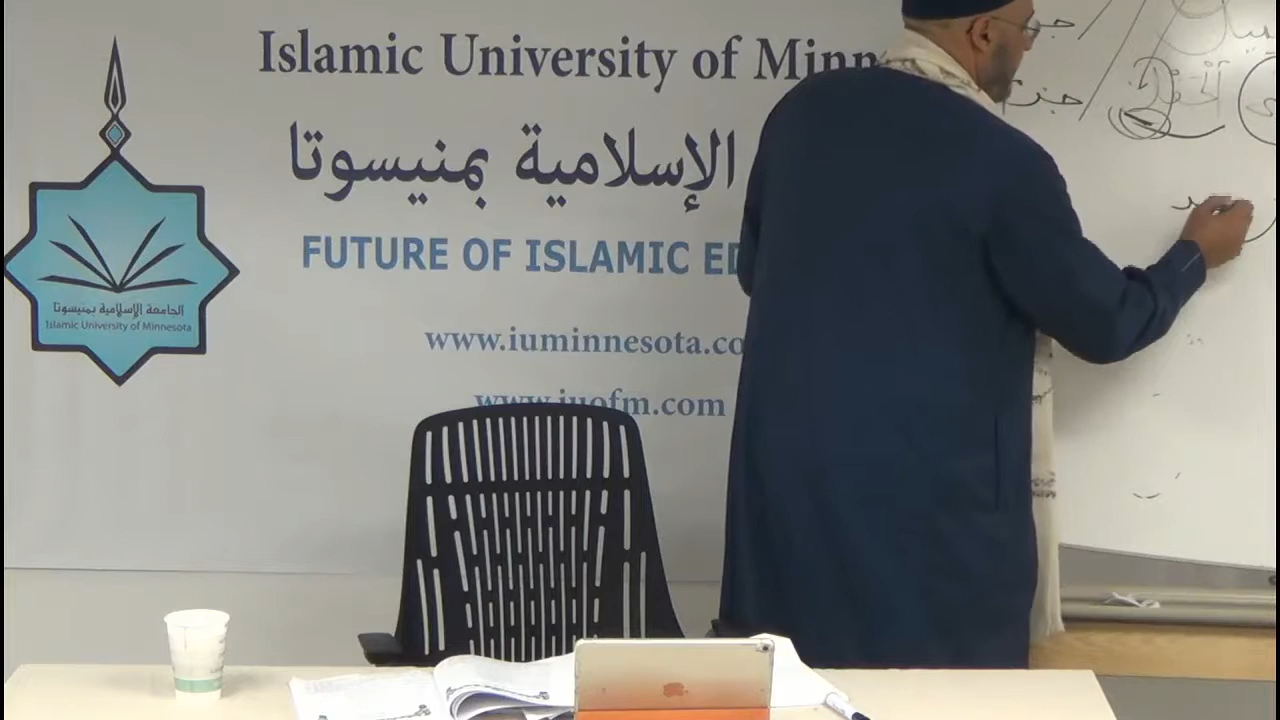 Islamic University of Minn
الإسلامية بمنيسوتا
FUTURE OF ISLAMIC ED
www.iuminnesota.co
www.iuofm.com
الجامعة الإسلامية بمنيسوتا
Islamic University of Minnesota